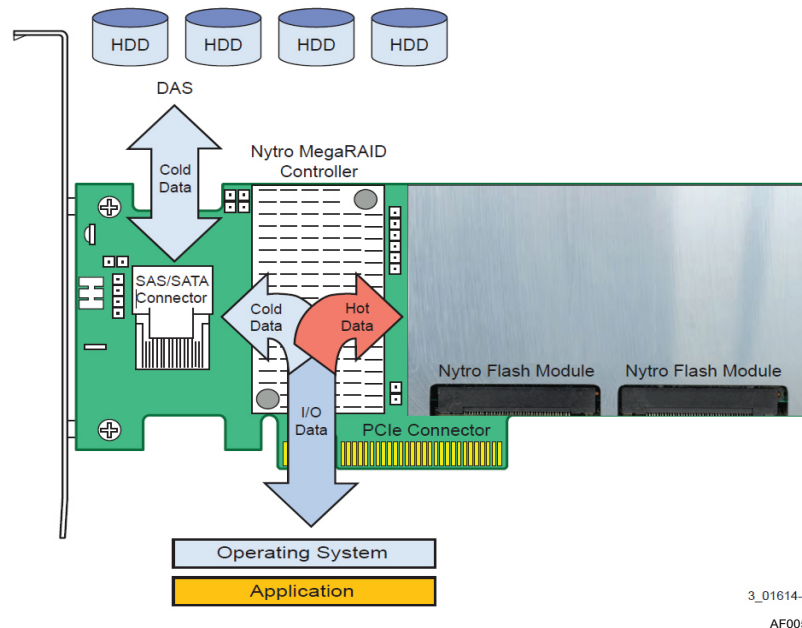 HDD
HDD
HDD
HDD
DAS
Cold
Data
Nytro MegaRAID
Controller
SAS/SATA
Connector
Cold
Data
Hot
Data
Nytro Flash Module
Nytro Flash Module
I/O
Data
PCIe Connector
Operating System
Application
3_01614-
AF00